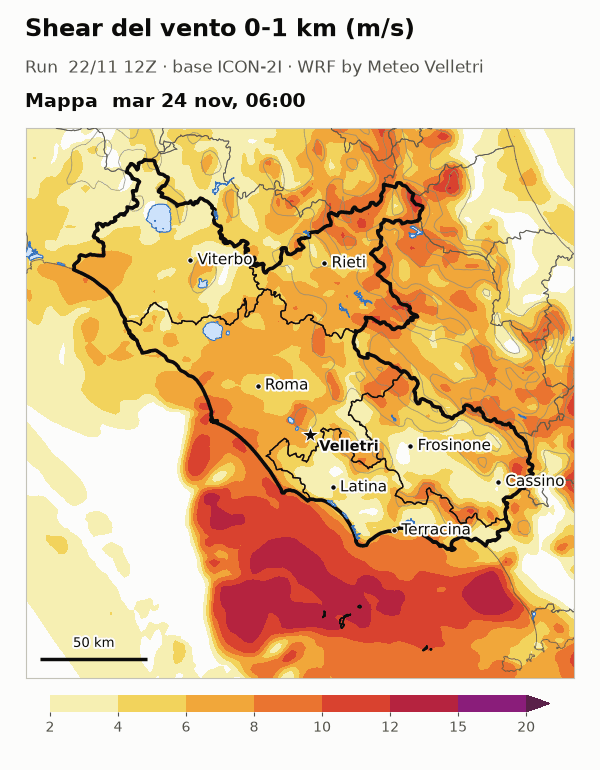 Shear del vento 0-1 km (m/s)
Run  22/11 12Z · base ICON-2I · WRF by Meteo Velletri
Mappa  mar 24 nov, 06:00
Viterbo
Rieti
Roma
Velletri
Frosinone
Latina
Cassino
Terracina
50 km
2 4 6 8 10 12 15 20